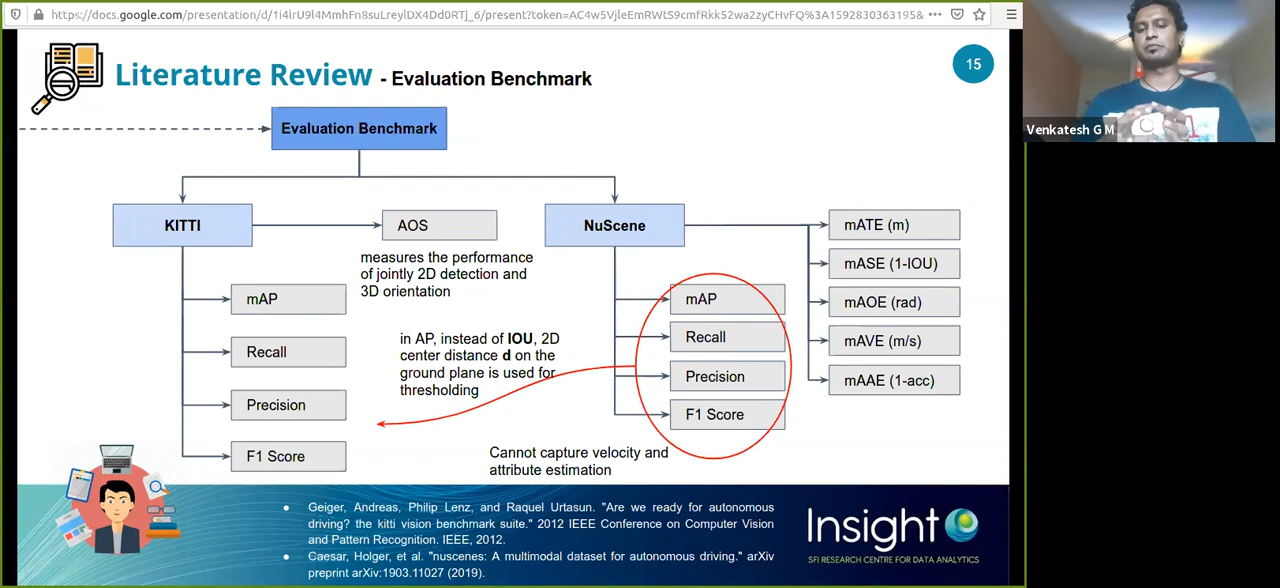 https://docs.google.com/presentation/d/1i4lrU9l4MmhFn8suLreylDX4Dd0RTj_6/present?token=AC4w5VjleEmRWtS9cmfRkk52wa2zyCHvFQ%3A1592830363195&
Literature Review - Evaluation Benchmark
15
Evaluation Benchmark
KITTI
AOS
NuScene
mATE (m)
measures the performance
of jointly 2D detection and
3D orientation
mASE (1-IOU)
mAP
mAP
mAOE (rad)
in AP, instead of IOU, 2D
center distance d on the
ground plane is used for
thresholding
Recall
Recall
mAVE (m/s)
Precision
Precision
mAAE (1-acc)
F1 Score
F1 Score
Cannot capture velocity and
attribute estimation
Geiger, Andreas, Philip Lenz, and Raquel Urtasun. "Are we ready for autonomous
driving? the kitti vision benchmark suite." 2012 IEEE Conference on Computer Vision
and Pattern Recognition. IEEE, 2012.
Caesar, Holger, et al. "nuscenes: A multimodal dataset for autonomous driving." arXiv
preprint arXiv:1903.11027 (2019).
Insight
SFI RESEARCH CENTRE FOR DATA ANALYTICS
Venkatesh G M